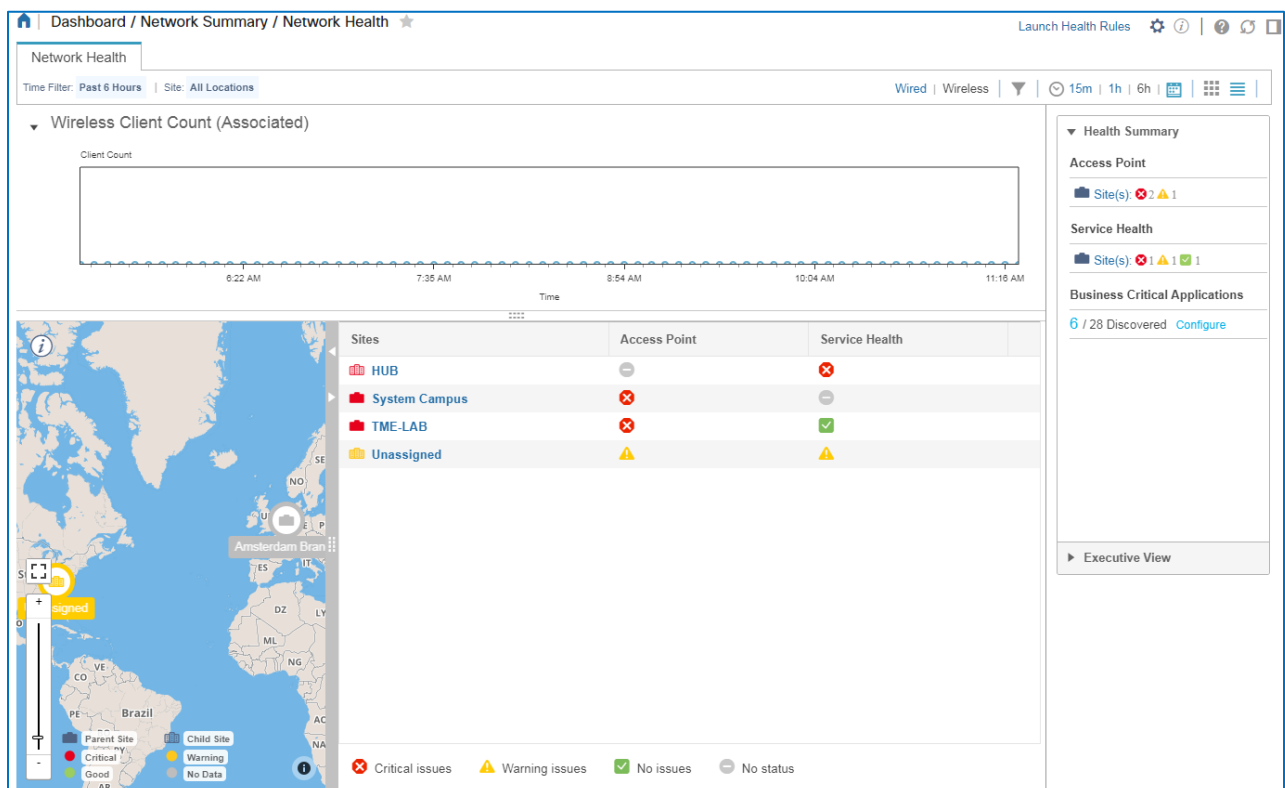 Dashboard / Network Summary / Network Health
Launch Health Rules
Network Health
Time Filter: Past 6 Hours | Site: All Locations
Wired | Wireless | 15m | 1h | 6h
Wireless Client Count (Associated)
Client Count
6:22 AM 7:35 AM 8:54 AM 10:04 AM 11:16 AM
Time
Health Summary
Access Point
Site(s): 2 1
Service Health
Site(s): 1 1 1
Business Critical Applications
6 / 28 Discovered Configure
Executive View
Sites Access Point Service Health
HUB
System Campus
TME-LAB
Unassigned
SE
NO
Amsterdam Bran
ES IT
signed
DZ LY
ML
NG
VE
CO
PE Brazil
AO
NA
Parent Site Child Site
Critical Warning
Good No Data
AR
Critical issues Warning issues No issues No status